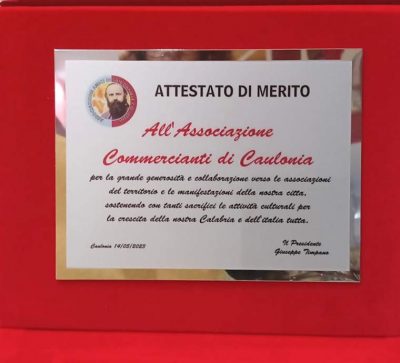 ATTESTATO DI MERITO
All'Associazione
Commercianti di Caulonia
per la grande generosità e collaborazione verso le associazioni
del territorio e le manifestazioni della nostra città,
sostenendo con tanti sacrifici le attività culturali per
la crescita della nostra Calabria e dell'italia tutta.
Caulonia 14/05/2023
Il Presidente
Giuseppe Timpano